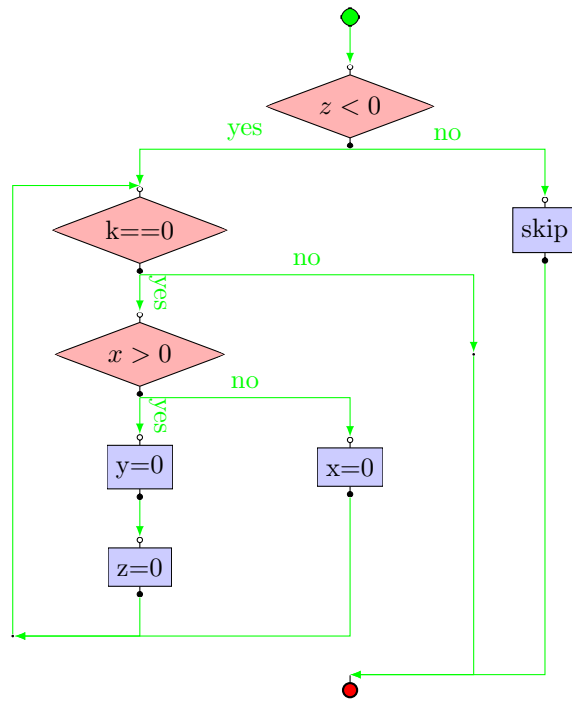 z < 0
yes
no
k==0
skip
no
yes
x > 0
no
yes
y=0
x=0
z=0